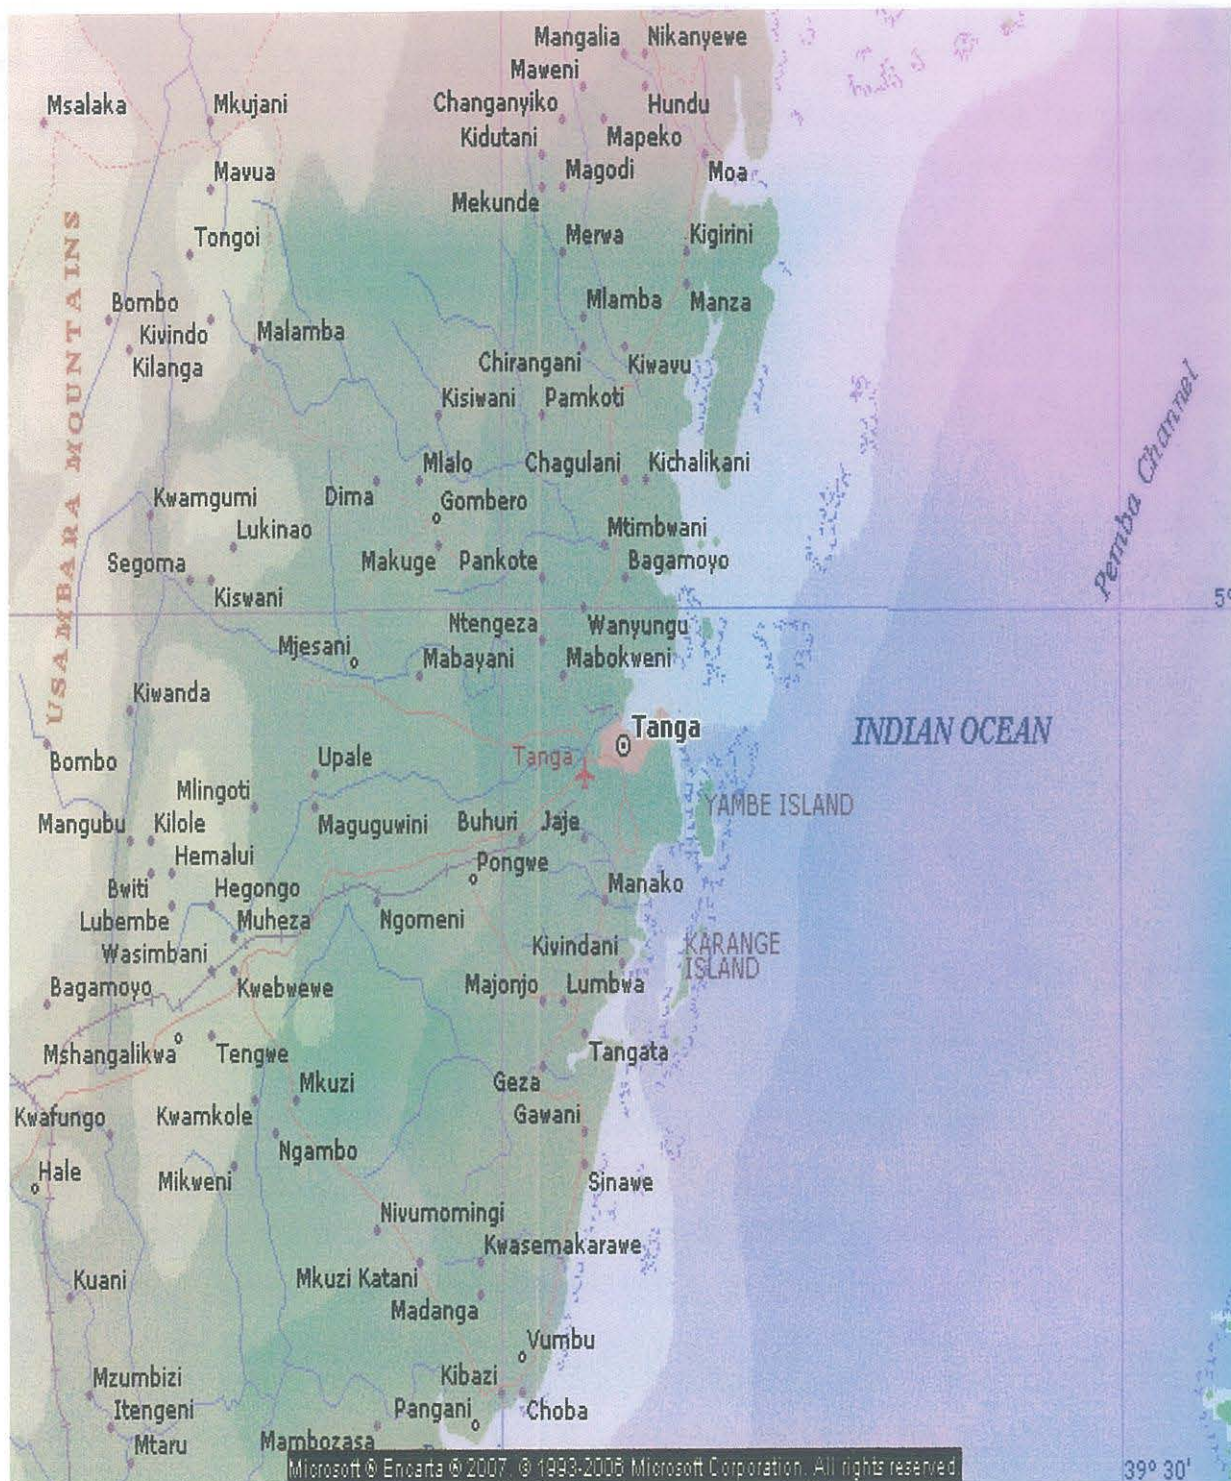 Mangalia
Nikanyewe
Maweni
Msalaka
Mkujani
Changanyiko
Hundu
Kidutani
Mapeko
Mavua
Magodi
Moa
Mekunde
Tongoi
Merwa
Kigirini
Bombo
Mlamba
Manza
Kivindo
Malamba
Kilanga
Chirangani
Kiwavu
Kisiwani
Pamkoti
USAMBARA MOUNTAINS
Pemba Channel
Mlalo
Chagulani
Kichalikani
Dima
Gombero
Kwamgumi
Lukinao
Mtimbwani
Segoma
Makuge
Pankote
Bagamoyo
Kiswani
5°
Ntengeza
Wanyungu
Mjesani
Mabayani
Mabokweni
Kiwanda
Tanga
INDIAN OCEAN
Bombo
Upale
Tanga
Mlingoti
YAMBE ISLAND
Mangubu
Kilole
Maguguwini
Buhuri
Jaje
Hemalui
Pongwe
Bwiti
Hegongo
Manako
Lubembe
Muheza
Ngomeni
Wasimbani
Kivindani
KARANGE
ISLAND
Bagamoyo
Kwebwewe
Majonjo
Lumbwa
Mshangalikwa
Tengwe
Tangata
Mkuzi
Geza
Kwafungo
Kwamkole
Gawani
Ngambo
Hale
Mikweni
Sinawe
Nivumomingi
Kwasemakarawe
Kuani
Mkuzi Katani
Madanga
Vumbu
Mzumbizi
Kibazi
Itengeni
Pangani
Choba
Mtaru
Mambozasa
Microsoft ® Encarta ® 2007. © 1993-2006 Microsoft Corporation. All rights reserved.
39° 30'